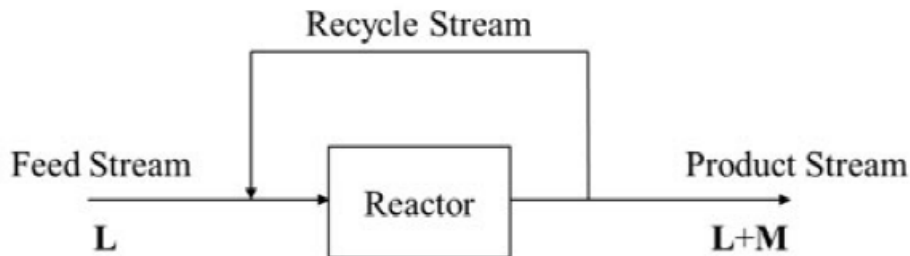 Recycle Stream
Feed Stream
Product Stream
Reactor
L
L+M